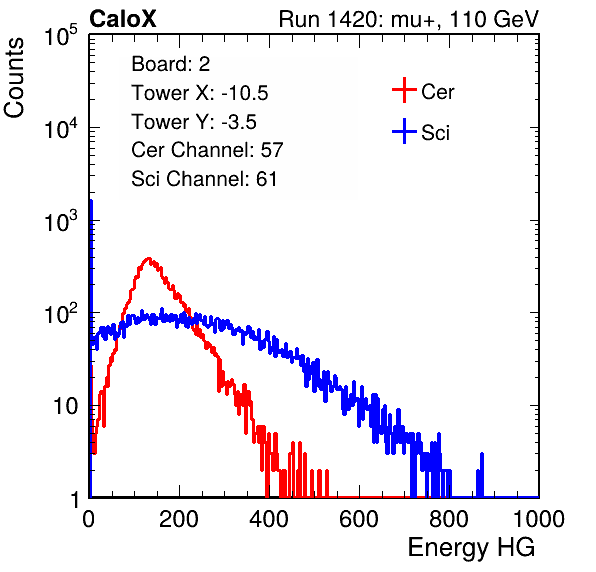 CaloX Run 1420: mu+, 110 GeV
Counts
Board: 2
Tower X: -10.5
Tower Y: -3.5
Cer Channel: 57
Sci Channel: 61
Cer
Sci
10^5
10^4
10^3
10^2
10
1
0 200 400 600 800 1000
Energy HG